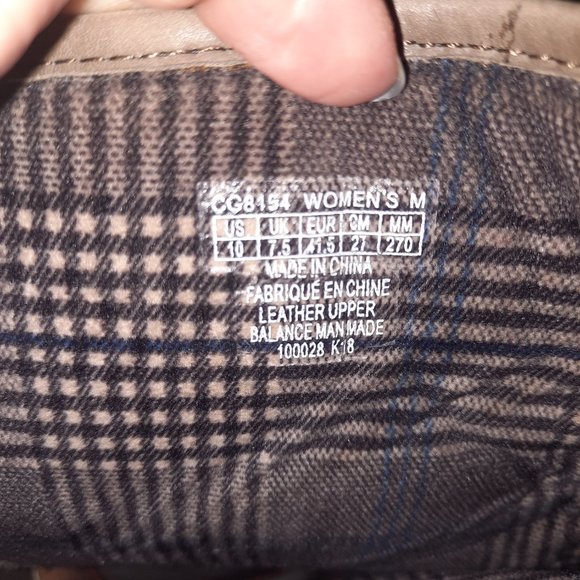 CG8154 WOMEN'S M
US UK EUR CM MM
10 7.5 41.5 27 270
MADE IN CHINA
FABRIQUÉ EN CHINE
LEATHER UPPER
BALANCE MAN MADE
100028 K18